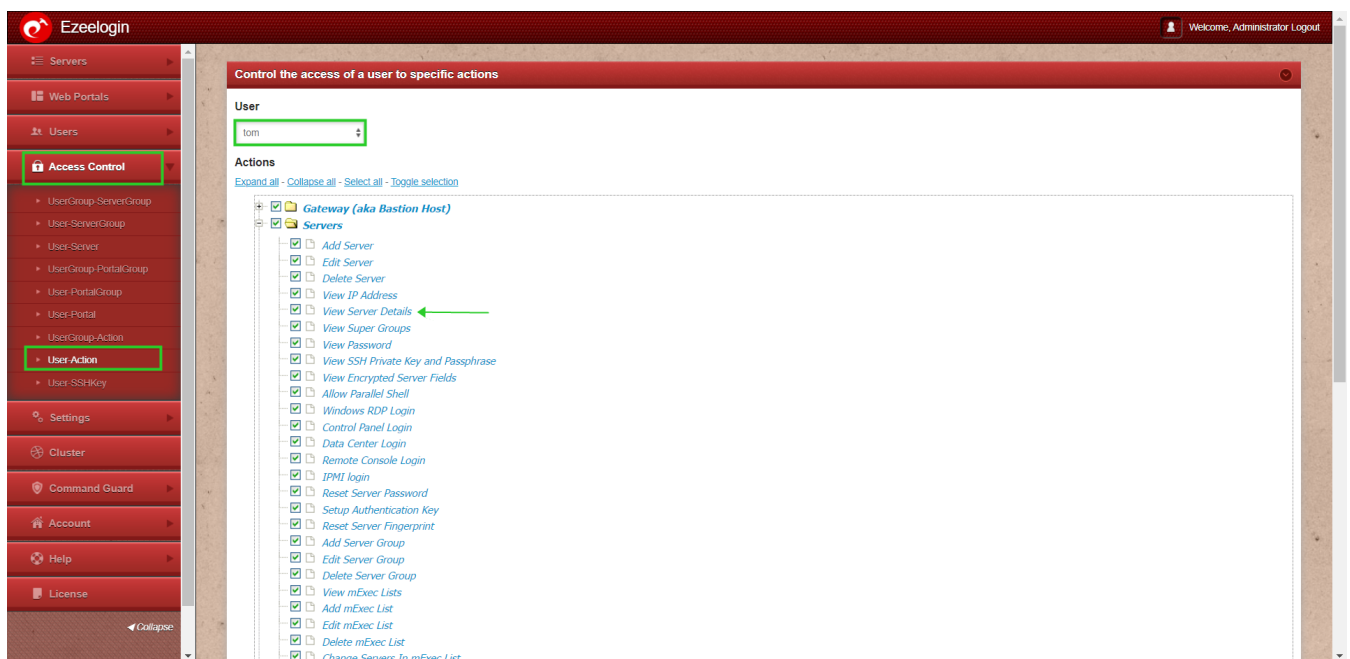 Ezeelogin
Welcome, Administrator Logout
Servers
Web Portals
Users
Access Control
UserGroup-ServerGroup
User-ServerGroup
User-Server
UserGroup-PortalGroup
User-PortalGroup
User-Portal
UserGroup-Action
User-Action
User-SSHKey
Settings
Cluster
Command Guard
Account
Help
License
Collapse
Control the access of a user to specific actions
User
tom
Actions
Expand all - Collapse all - Select all - Toggle selection
Gateway (aka Bastion Host)
Servers
Add Server
Edit Server
Delete Server
View IP Address
View Server Details
View Super Groups
View Password
View SSH Private Key and Passphrase
View Encrypted Server Fields
Allow Parallel Shell
Windows RDP Login
Control Panel Login
Data Center Login
Remote Console Login
IPMI login
Reset Server Password
Setup Authentication Key
Reset Server Fingerprint
Add Server Group
Edit Server Group
Delete Server Group
View mExec Lists
Add mExec List
Edit mExec List
Delete mExec List
Change Servers In mExec List